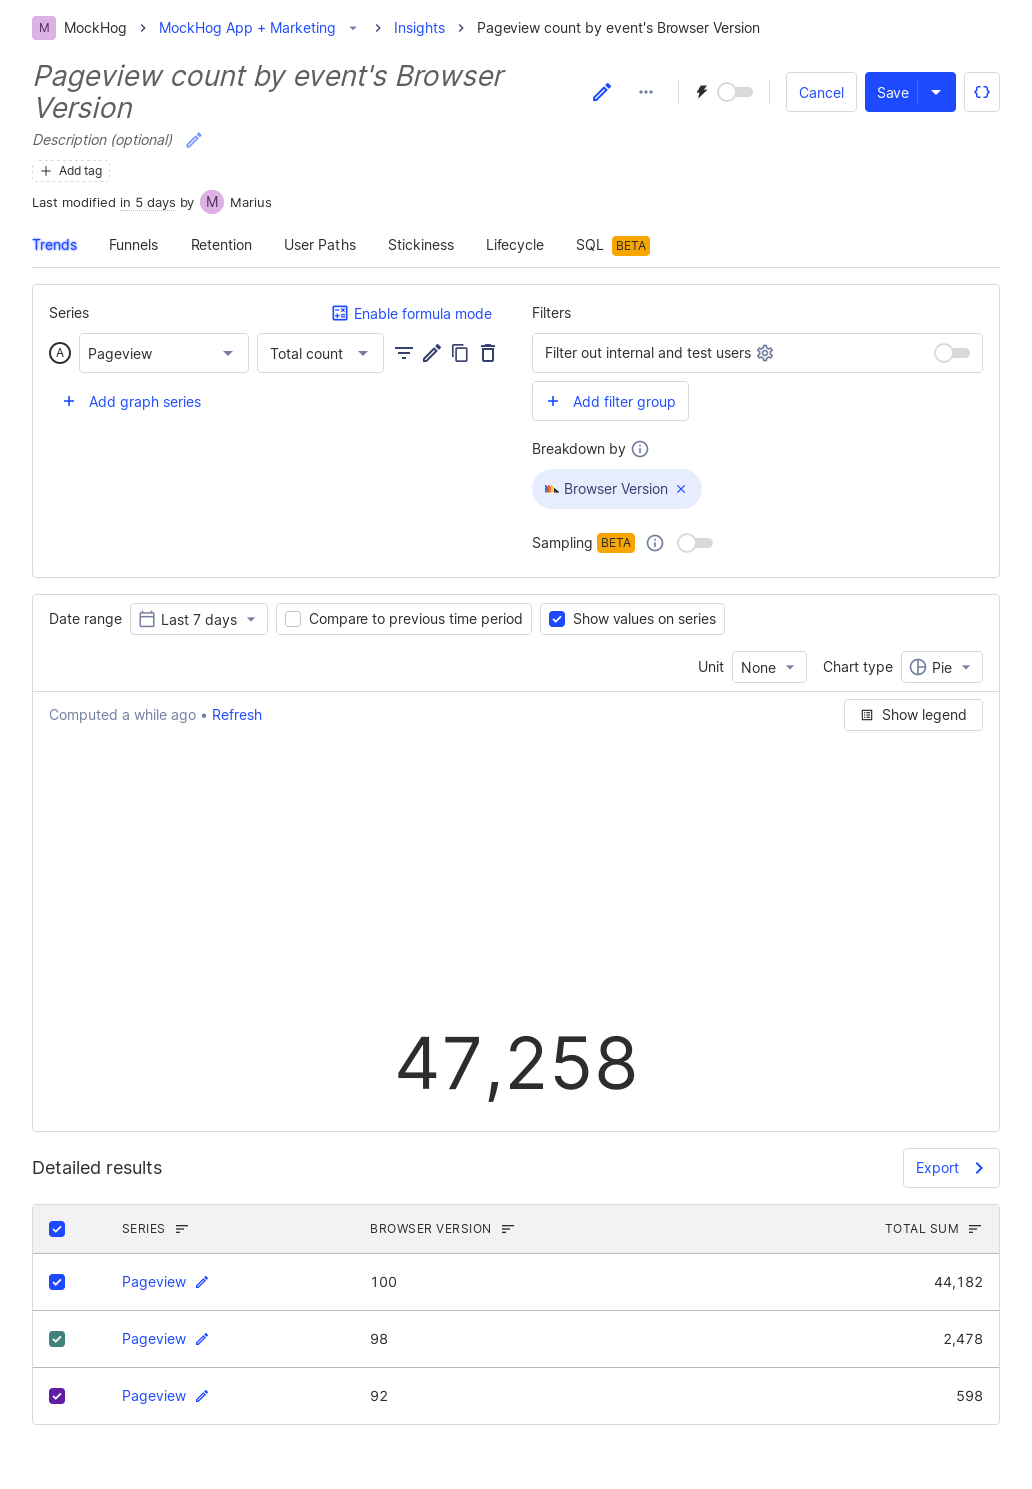 M MockHog MockHog App + Marketing Insights Pageview count by event's Browser Version
Pageview count by event's Browser
Version
Cancel Save
Description (optional)
Add tag
Last modified in 5 days by M Marius
Trends Funnels Retention User Paths Stickiness Lifecycle SQL BETA
Series Enable formula mode
A Pageview Total count
Add graph series
Filters
Filter out internal and test users
Add filter group
Breakdown by
Browser Version
Sampling BETA
Date range Last 7 days Compare to previous time period Show values on series
Unit None Chart type Pie
Computed a while ago • Refresh Show legend
47,258
Detailed results Export
SERIES BROWSER VERSION TOTAL SUM
Pageview 100 44,182
Pageview 98 2,478
Pageview 92 598